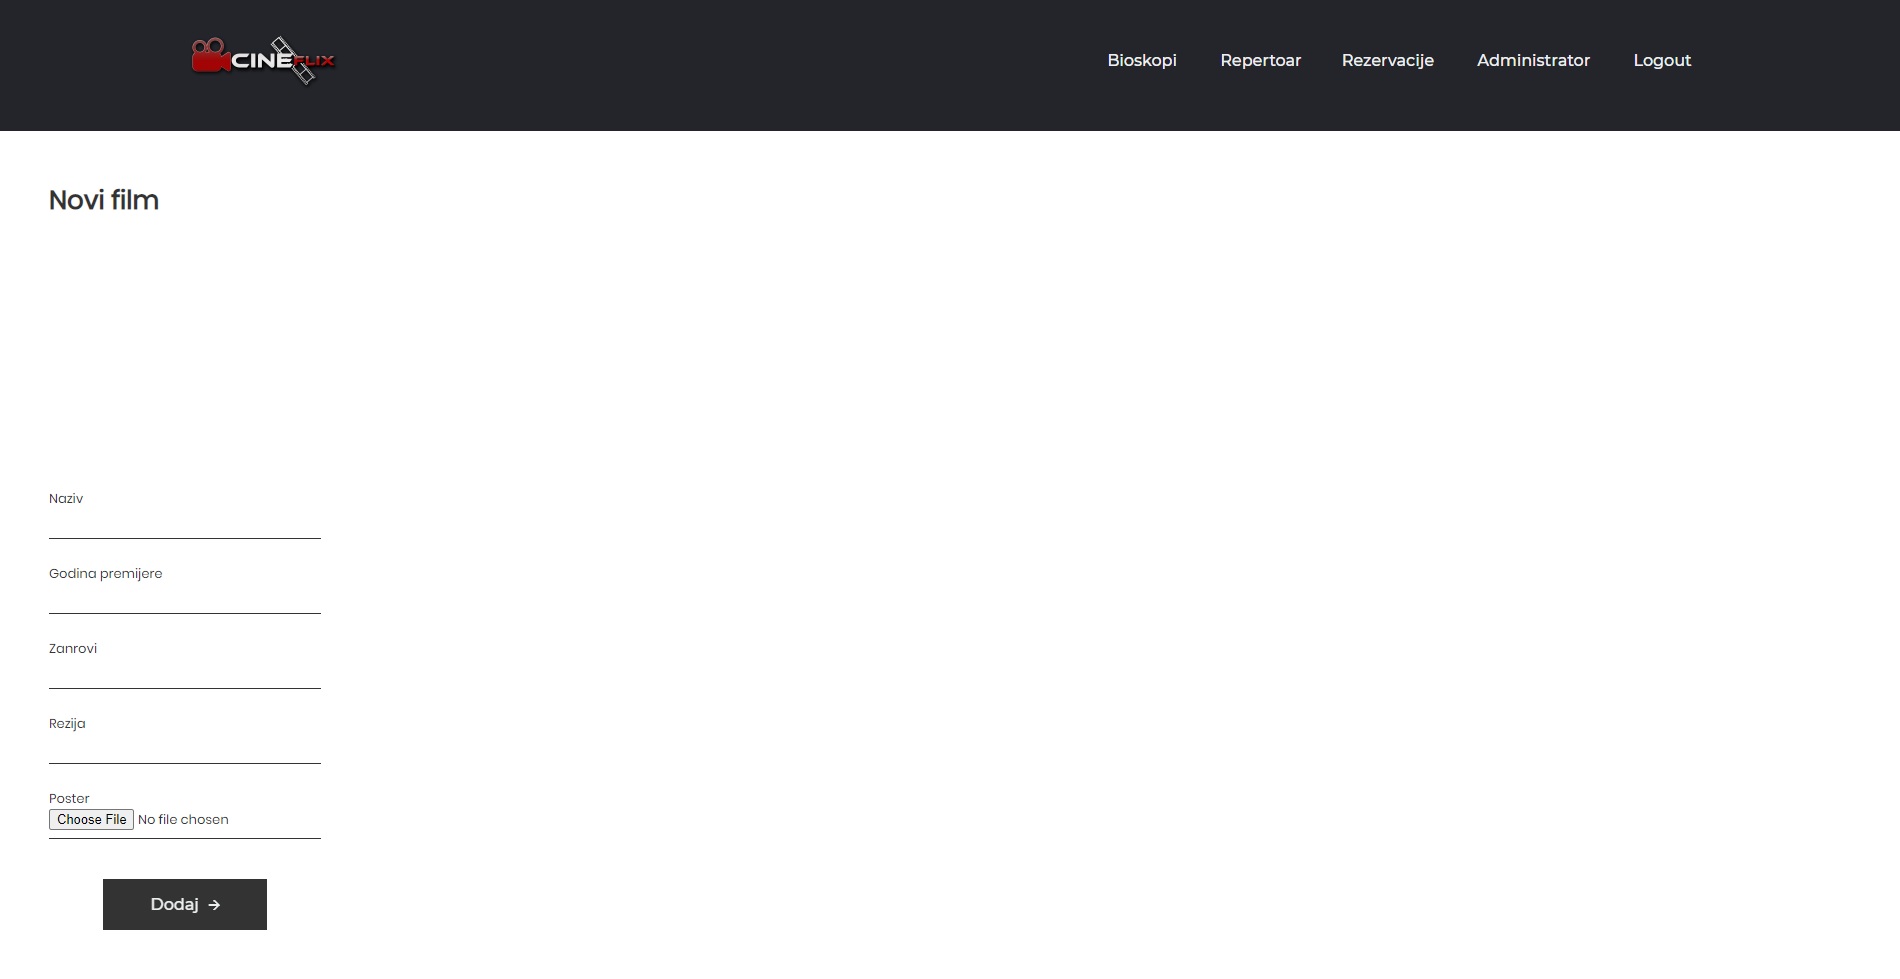 CINEFLIX
Bioskopi Repertoar Rezervacije Administrator Logout
Novi film
Naziv
Godina premijere
Zanrovi
Rezija
Poster
Choose File No file chosen
Dodaj →